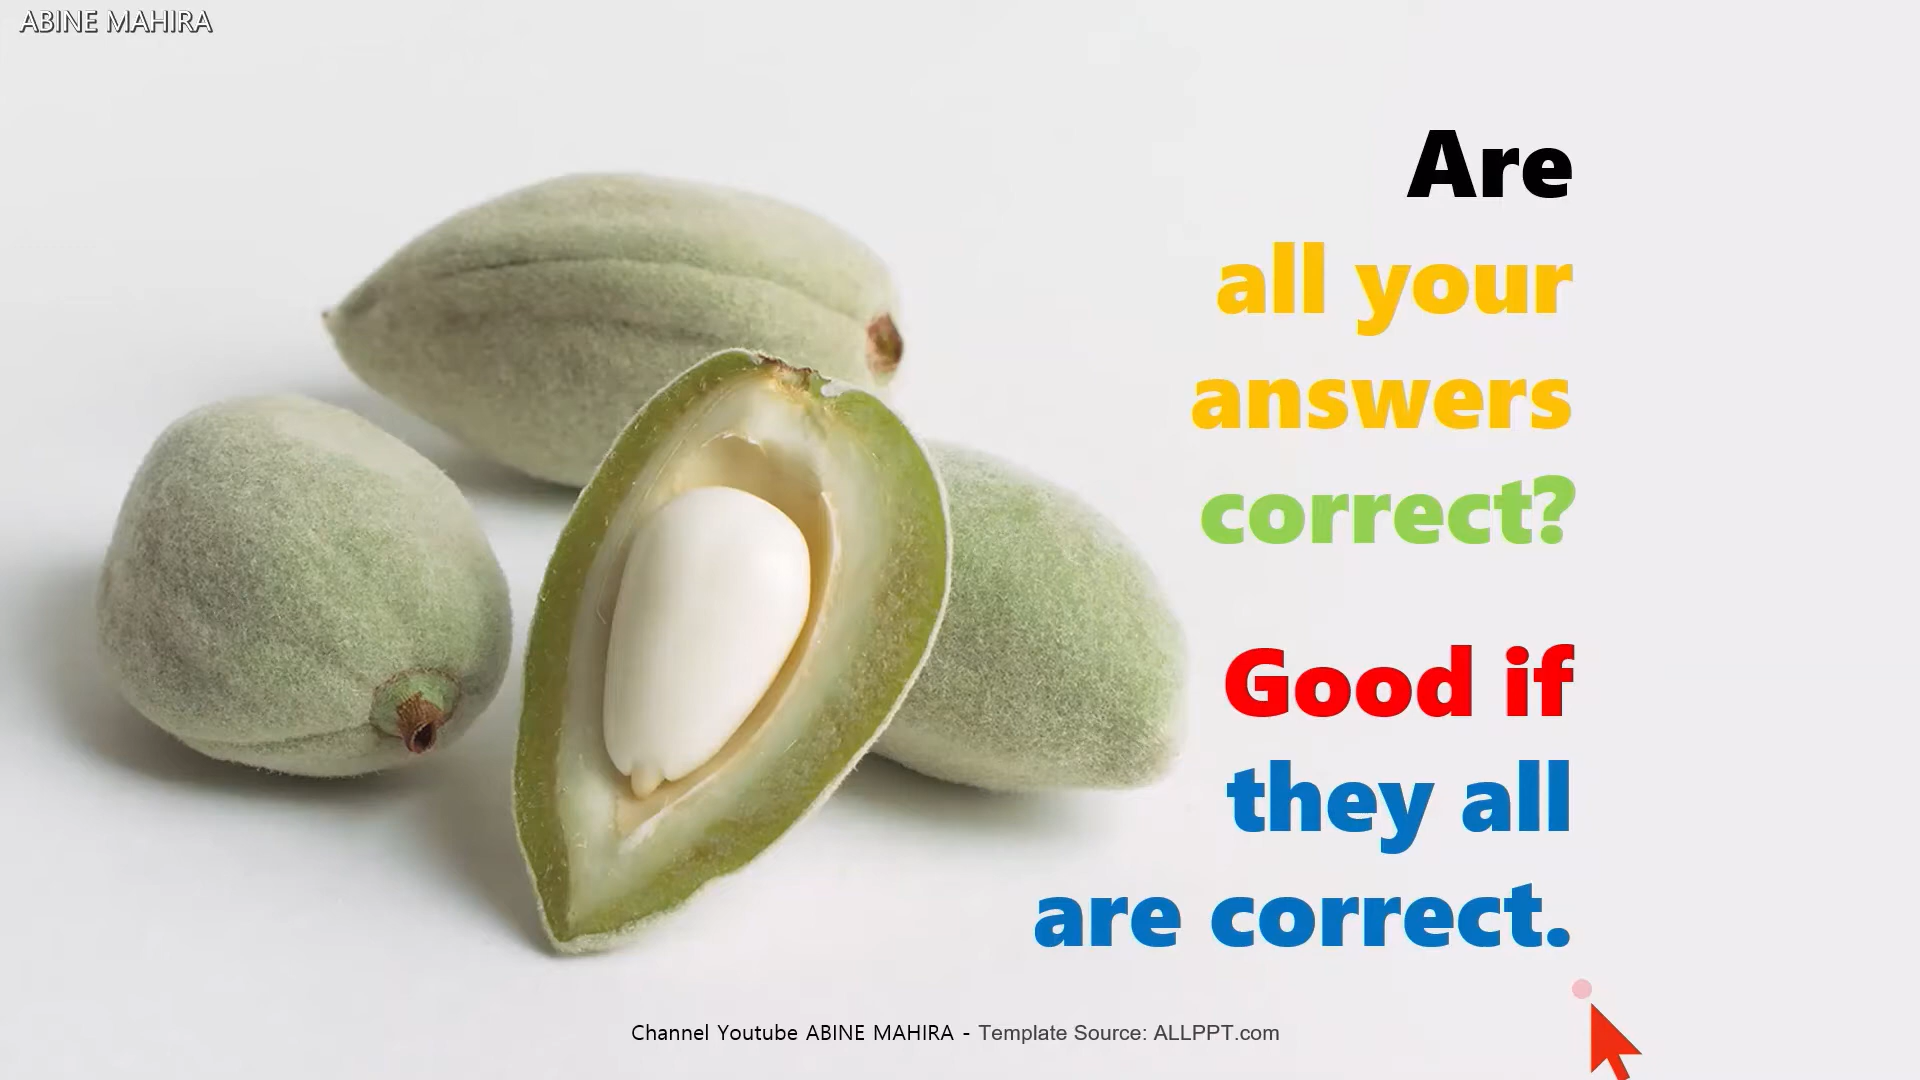 ABINE MAHIRA
Are
all your
answers
correct?
Good if
they all
are correct.
Channel Youtube ABINE MAHIRA - Template Source: ALLPPT.com